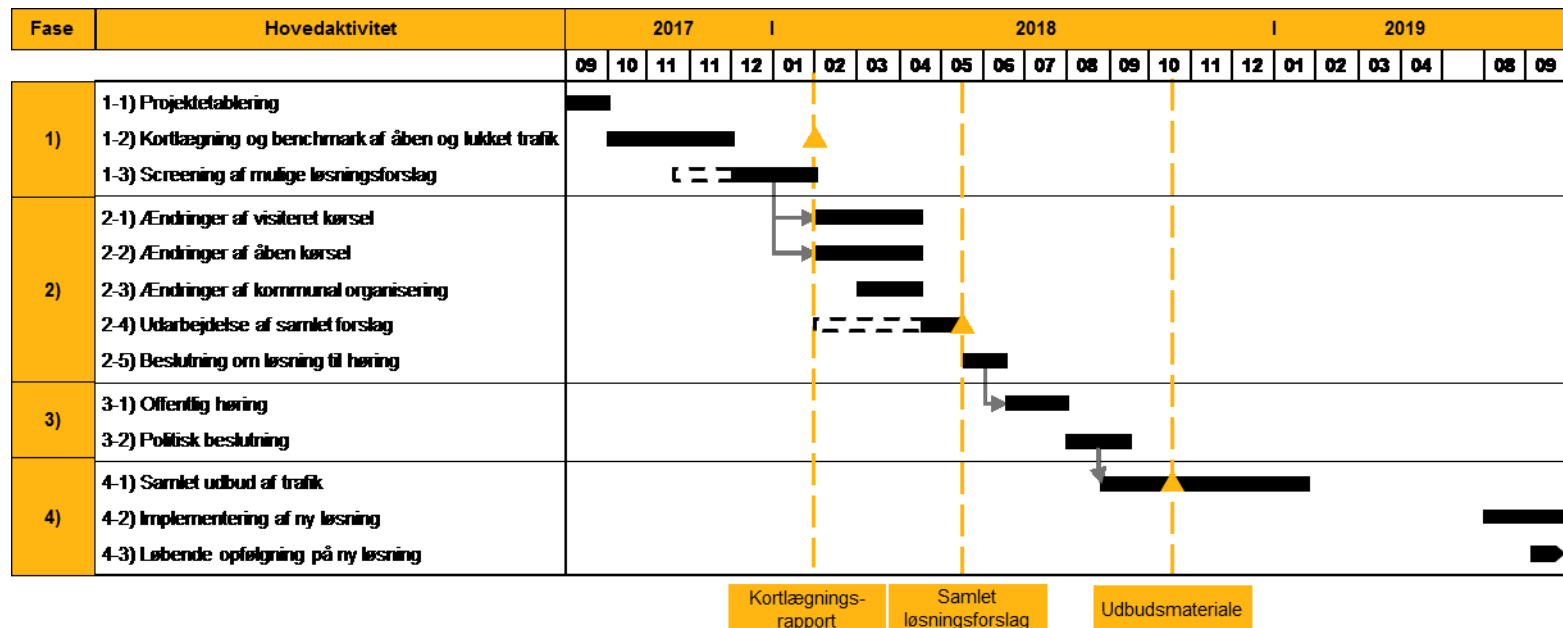 Fase Hovedaktivitet 2017 I 2018 I 2019
09 10 11 11 12 01 02 03 04 05 06 07 08 09 10 11 12 01 02 03 04 08 09
1)
1-1) Projektetablering
1-2) Kortlægning og benchmark af åben og lukket trafik
1-3) Screening af mulige løsningsforslag
2)
2-1) Ændringer af visiteret kørsel
2-2) Ændringer af åben kørsel
2-3) Ændringer af kommunal organisering
2-4) Udarbejdelse af samlet forslag
2-5) Beslutning om løsning til høring
3)
3-1) Offentlig høring
3-2) Politisk beslutning
4)
4-1) Samlet udbud af trafik
4-2) Implementering af ny løsning
4-3) Løbende opfølgning på ny løsning
Kortlægnings-
rapport
Samlet
løsningsforslag
Udbudsmateriale